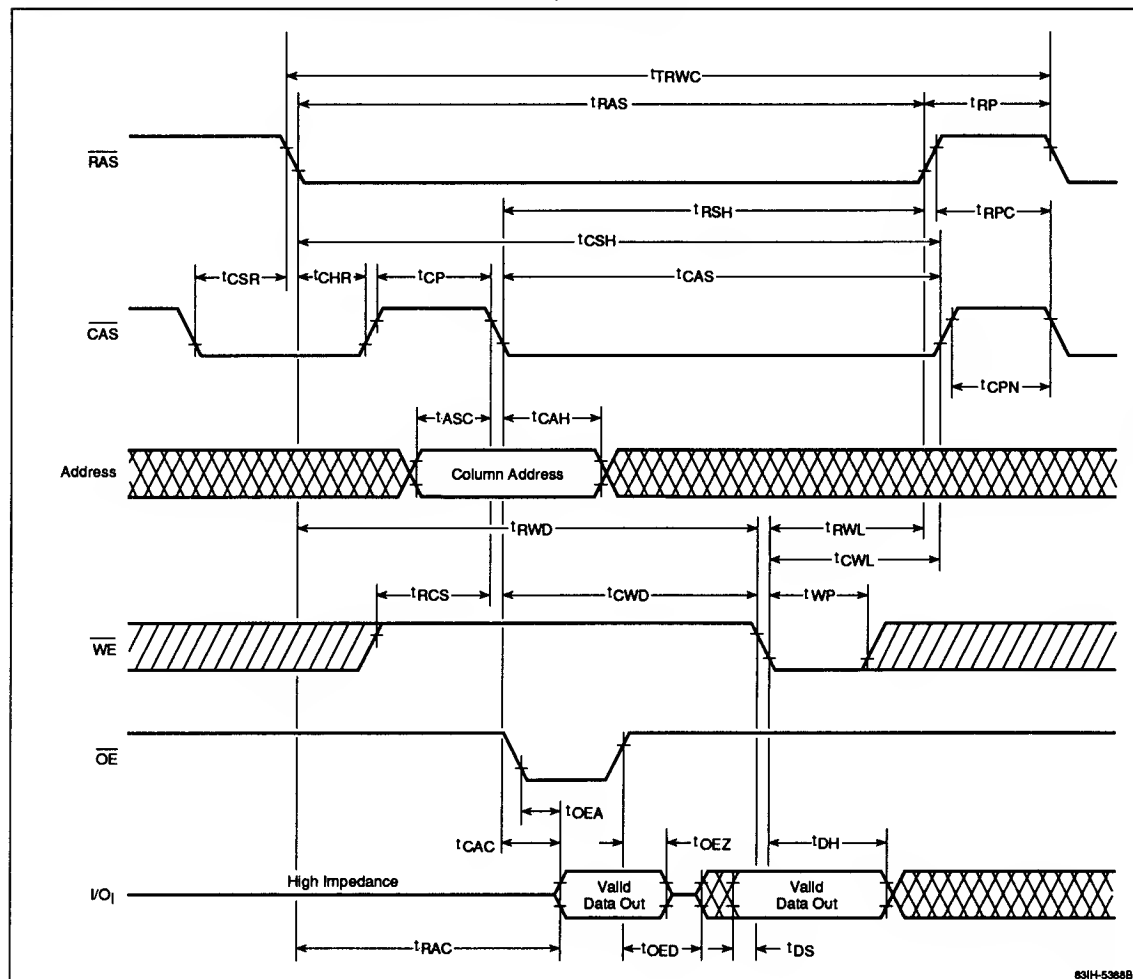 tTRWC
tRAS
tRP
RAS
tRSH
tRPC
tCSH
tCSR
tCHR
tCP
tCAS
CAS
tCPN
tASC
tCAH
Address
Column Address
tRWD
tRWL
tCWL
tRCS
tCWD
tWP
WE
OE
tOEA
tCAC
tOEZ
tDH
I/OI
High Impedance
Valid
Data Out
Valid
Data Out
tRAC
tOED
tDS
83IH-5388B